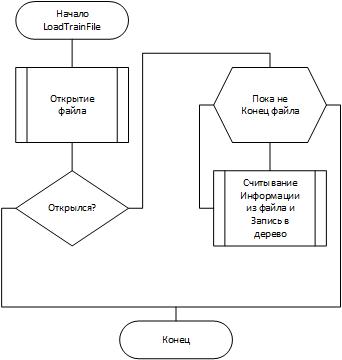 Начало
LoadTrainFile
Открытие
файла
Открылся?
Пока не
Конец файла
Считывание
Информации
из файла и
Запись в
дерево
Конец